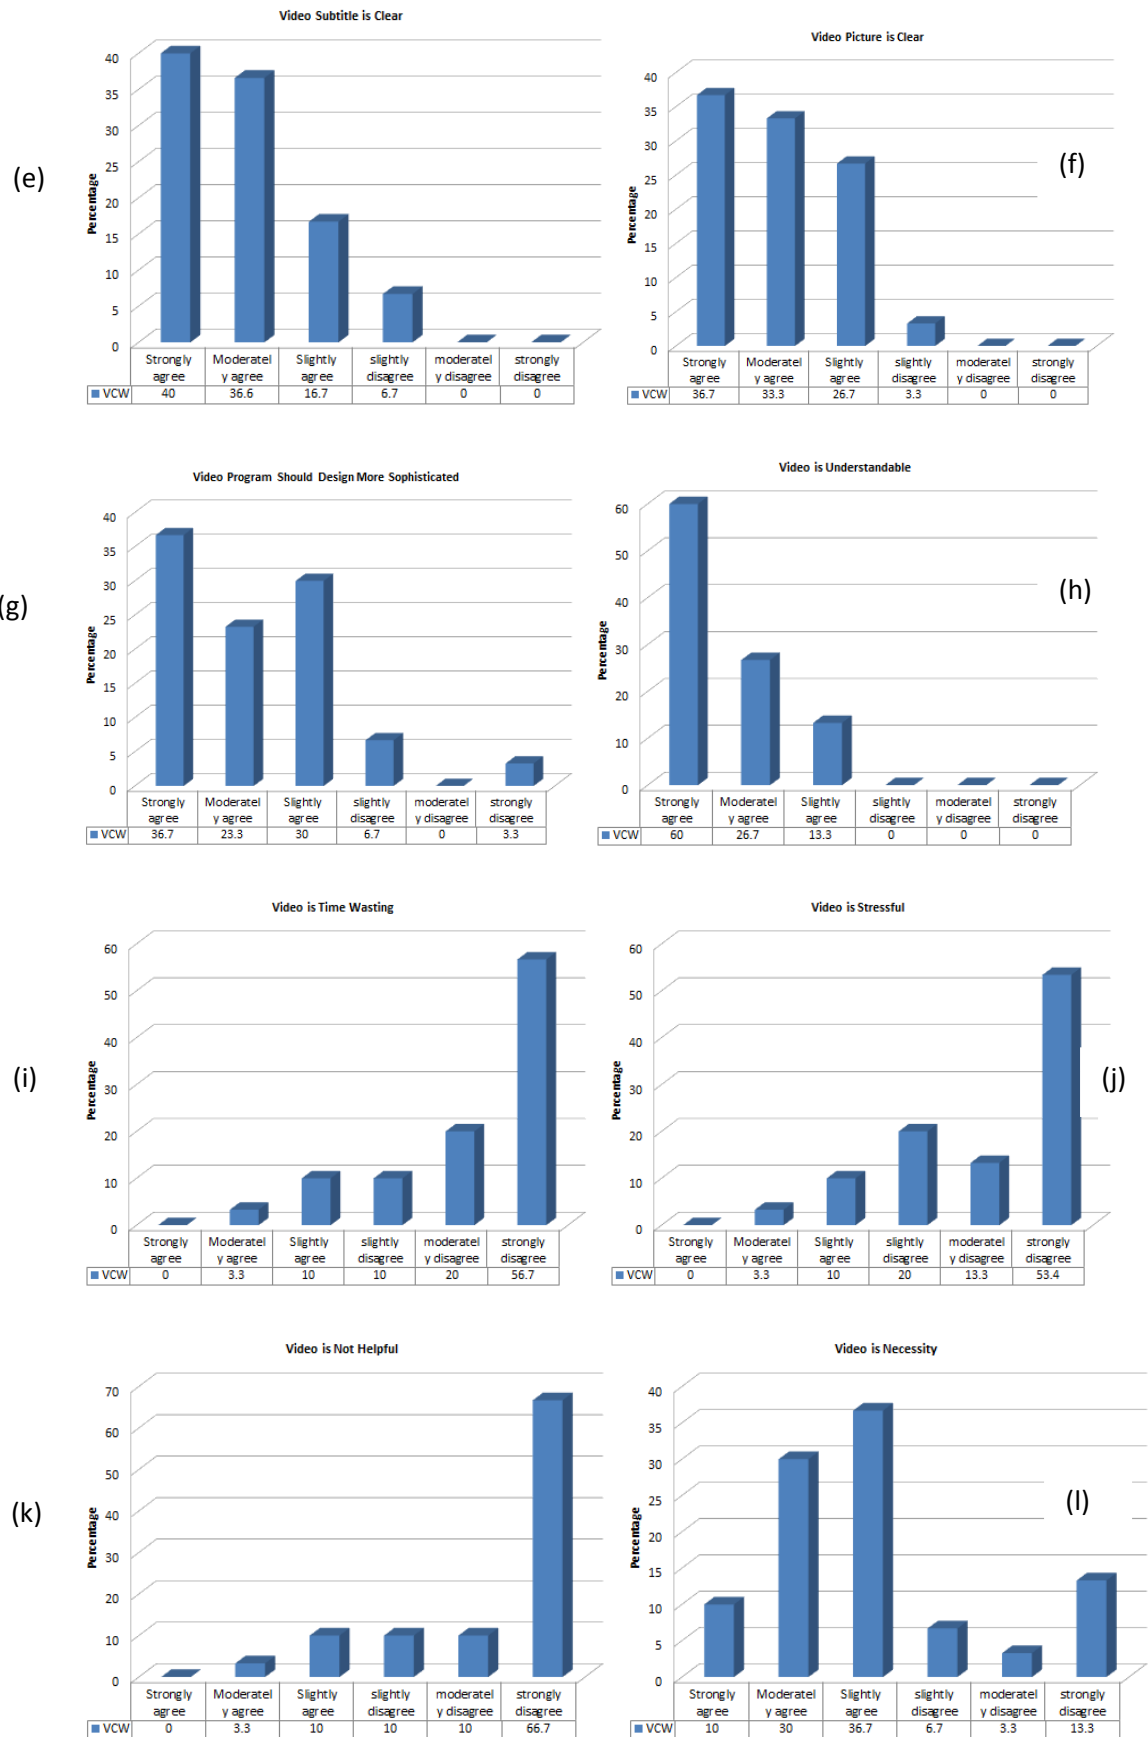 Video Subtitle is Clear
(e)
Percentage
40
35
30
25
20
15
10
5
0
Strongly agree Moderatel y agree Slightly agree slightly disagree moderatel y disagree strongly disagree
VCW 40 36.6 16.7 6.7 0 0
Video Picture is Clear
(f)
Percentage
40
35
30
25
20
15
10
5
0
Strongly agree Moderatel y agree Slightly agree slightly disagree moderatel y disagree strongly disagree
VCW 36.7 33.3 26.7 3.3 0 0
Video Program Should Design More Sophisticated
(g)
Percentage
40
35
30
25
20
15
10
5
0
Strongly agree Moderatel y agree Slightly agree slightly disagree moderatel y disagree strongly disagree
VCW 36.7 23.3 30 6.7 0 3.3
Video is Understandable
(h)
Percentage
60
50
40
30
20
10
0
Strongly agree Moderatel y agree Slightly agree slightly disagree moderatel y disagree strongly disagree
VCW 60 26.7 13.3 0 0 0
Video is Time Wasting
(i)
Percentage
60
50
40
30
20
10
0
Strongly agree Moderatel y agree Slightly agree slightly disagree moderatel y disagree strongly disagree
VCW 0 3.3 10 10 20 56.7
Video is Stressful
(j)
Percentage
60
50
40
30
20
10
0
Strongly agree Moderatel y agree Slightly agree slightly disagree moderatel y disagree strongly disagree
VCW 0 3.3 10 20 13.3 53.4
Video is Not Helpful
(k)
Percentage
70
60
50
40
30
20
10
0
Strongly agree Moderatel y agree Slightly agree slightly disagree moderatel y disagree strongly disagree
VCW 0 3.3 10 10 10 66.7
Video is Necessity
(l)
Percentage
40
35
30
25
20
15
10
5
0
Strongly agree Moderatel y agree Slightly agree slightly disagree moderatel y disagree strongly disagree
VCW 10 30 36.7 6.7 3.3 13.3